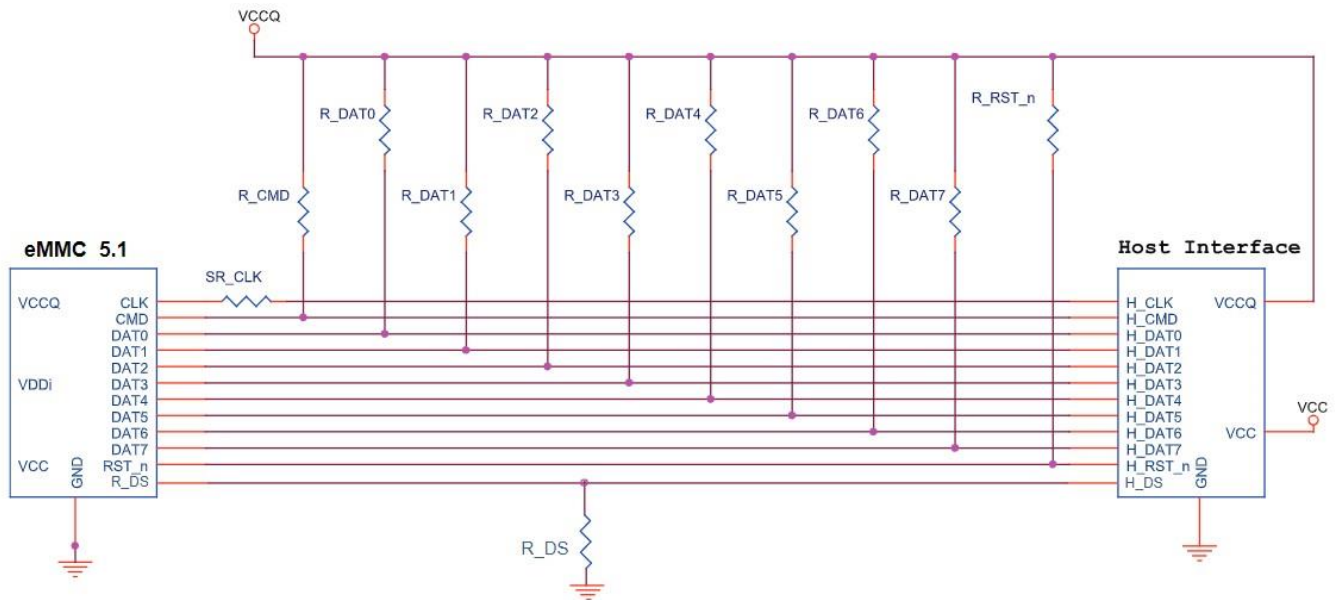 VCCQ
R_DAT0
R_DAT2
R_DAT4
R_DAT6
R_RST_n
R_CMD
R_DAT1
R_DAT3
R_DAT5
R_DAT7
eMMC 5.1
Host Interface
SR_CLK
VCCQ
CLK
CMD
DAT0
DAT1
DAT2
VDDi
DAT3
DAT4
DAT5
DAT6
DAT7
VCC
RST_n
R_DS
GND
H_CLK
VCCQ
H_CMD
H_DAT0
H_DAT1
H_DAT2
H_DAT3
H_DAT4
H_DAT5
H_DAT6
VCC
H_DAT7
H_RST_n
H_DS
GND
VCC
R_DS